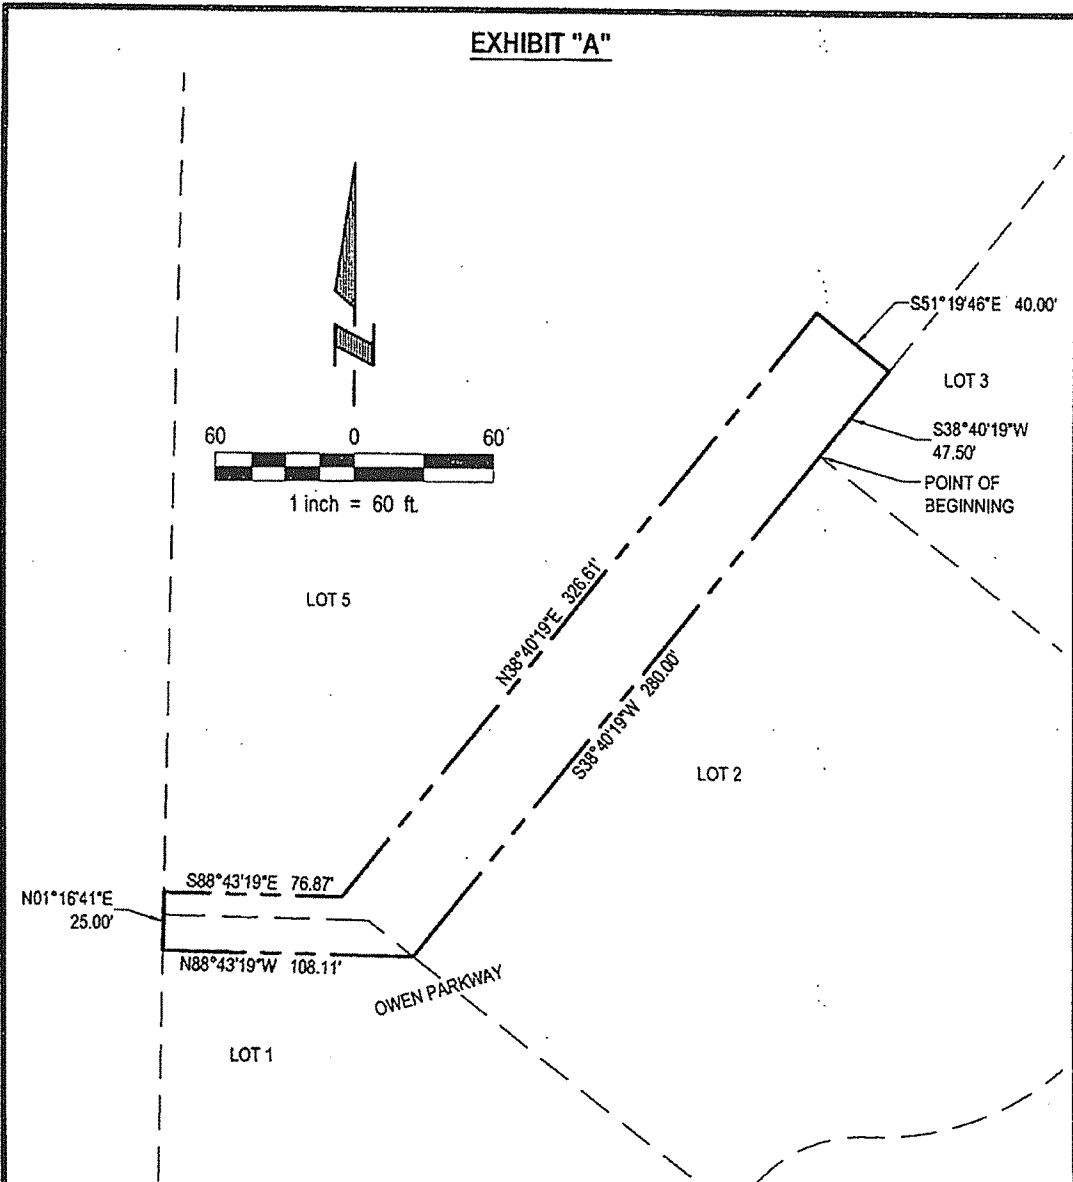 EXHIBIT "A"
S51°19'46"E 40.00'
LOT 3
60 0 60
S38°40'19"W
47.50'
1 inch = 60 ft.
POINT OF
BEGINNING
LOT 5
N38°40'19"E 326.61'
S38°40'19"W 280.00'
LOT 2
S88°43'19"E 76.87'
N01°16'41"E
25.00'
N88°43'19"W 108.11'
OWEN PARKWAY
LOT 1